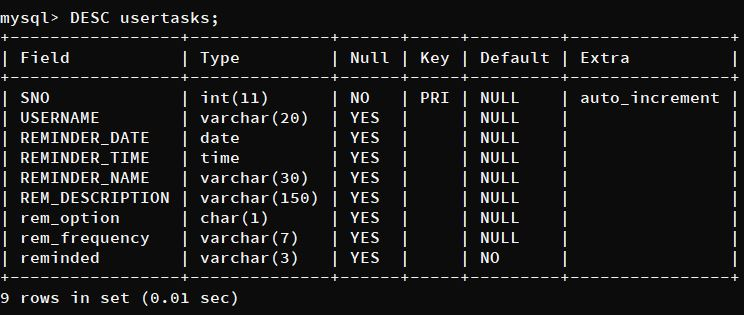 mysql> DESC usertasks;
+-----------------+--------------+------+-----+---------+----------------+
| Field           | Type         | Null | Key | Default | Extra          |
+-----------------+--------------+------+-----+---------+----------------+
| SNO             | int(11)      | NO   | PRI | NULL    | auto_increment |
| USERNAME        | varchar(20)  | YES  |     | NULL    |                |
| REMINDER_DATE   | date         | YES  |     | NULL    |                |
| REMINDER_TIME   | time         | YES  |     | NULL    |                |
| REMINDER_NAME   | varchar(30)  | YES  |     | NULL    |                |
| REM_DESCRIPTION | varchar(150) | YES  |     | NULL    |                |
| rem_option      | char(1)      | YES  |     | NULL    |                |
| rem_frequency   | varchar(7)   | YES  |     | NULL    |                |
| reminded        | varchar(3)   | YES  |     | NO      |                |
+-----------------+--------------+------+-----+---------+----------------+
9 rows in set (0.01 sec)